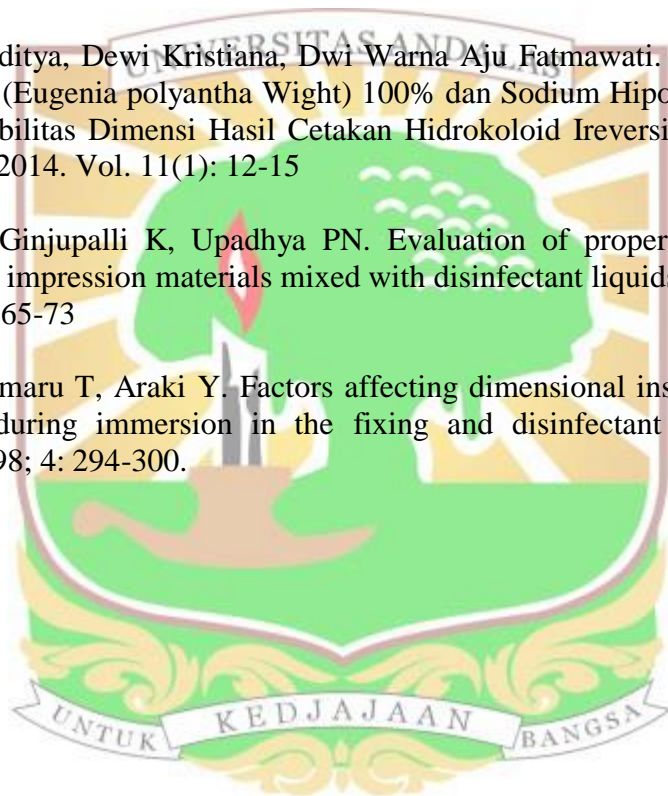 UNIVERSITAS ANDALAS
ditya, Dewi Kristiana, Dwi Warna Aju Fatmawati.
(Eugenia polyantha Wight) 100% dan Sodium Hipo
bilitas Dimensi Hasil Cetakan Hidrokoloid Ireversi
2014. Vol. 11(1): 12-15
Ginjupalli K, Upadhya PN. Evaluation of proper
impression materials mixed with disinfectant liquids
65-73
maru T, Araki Y. Factors affecting dimensional ins
during immersion in the fixing and disinfectant
98; 4: 294-300.
UNTUK KEDJAJAAN BANGSA